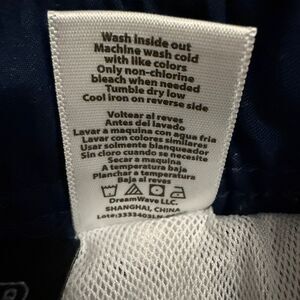 Wash inside out
Machine wash cold
with like colors
Only non-chlorine
bleach when needed
Tumble dry low
Cool iron on reverse side
Voltear al reves
Antes del lavado
Lavar a maquina con agua fria
Lavar con colores similares
Usar solmente blanqueador
Sin cloro cuando se necesite
Secar a maquina
A temperatura baja
Planchar a temperatura
Baja al reves
DreamWave LLC.
SHANGHAI, CHINA